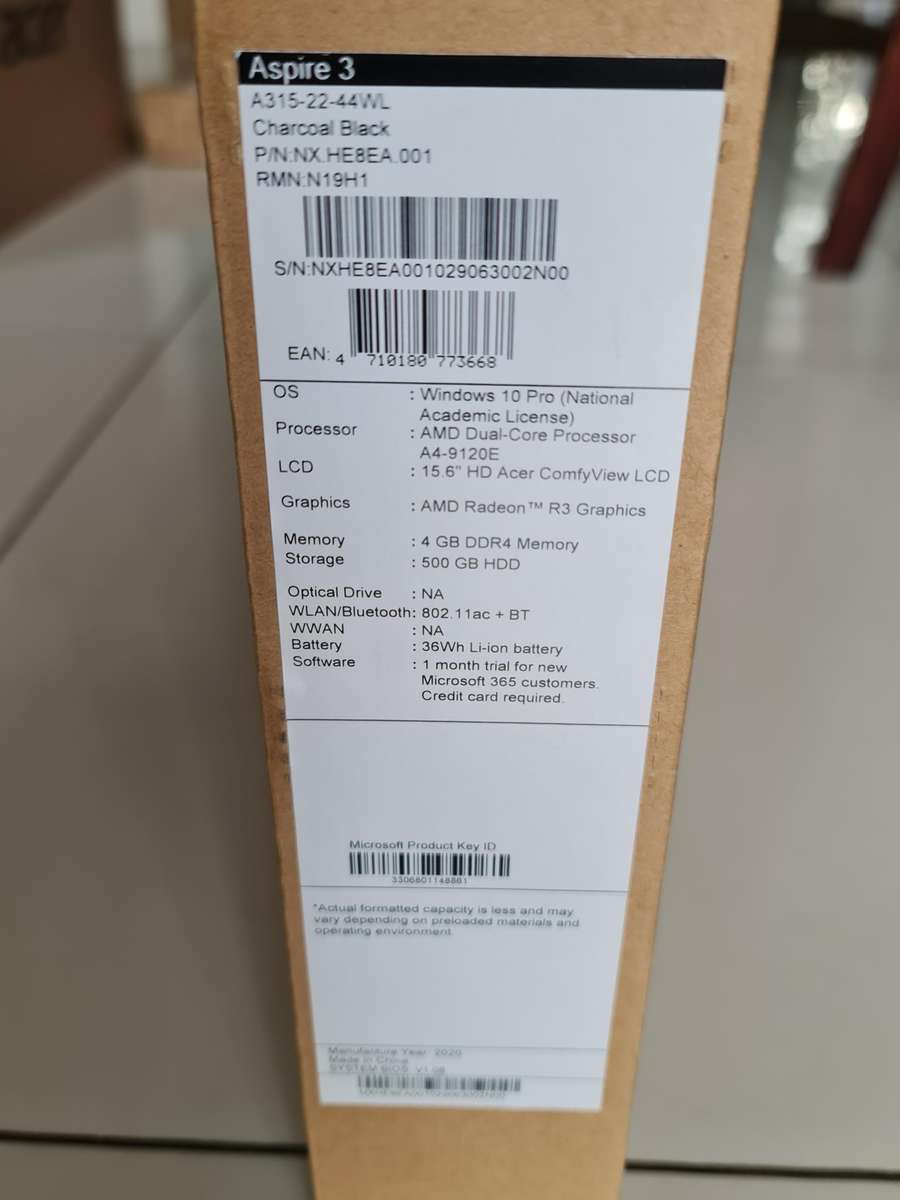 Aspire 3
A315-22-44WL
Charcoal Black
P/N:NX.HE8EA.001
RMN:N19H1
S/N:NXHE8EA001029063002N00
EAN: 4 710180 773668
OS : Windows 10 Pro (National
Academic License)
Processor : AMD Dual-Core Processor
A4-9120E
LCD : 15.6" HD Acer ComfyView LCD
Graphics : AMD Radeon™ R3 Graphics
Memory : 4 GB DDR4 Memory
Storage : 500 GB HDD
Optical Drive : NA
WLAN/Bluetooth: 802.11ac + BT
WWAN : NA
Battery : 36Wh Li-ion battery
Software : 1 month trial for new
Microsoft 365 customers.
Credit card required.
Microsoft Product Key ID
3306801148861
*Actual formatted capacity is less and may
vary depending on preloaded materials and
operating environment.
Manufacture Year: 2020
Made in China
SYSTEM BIOS: V1.08